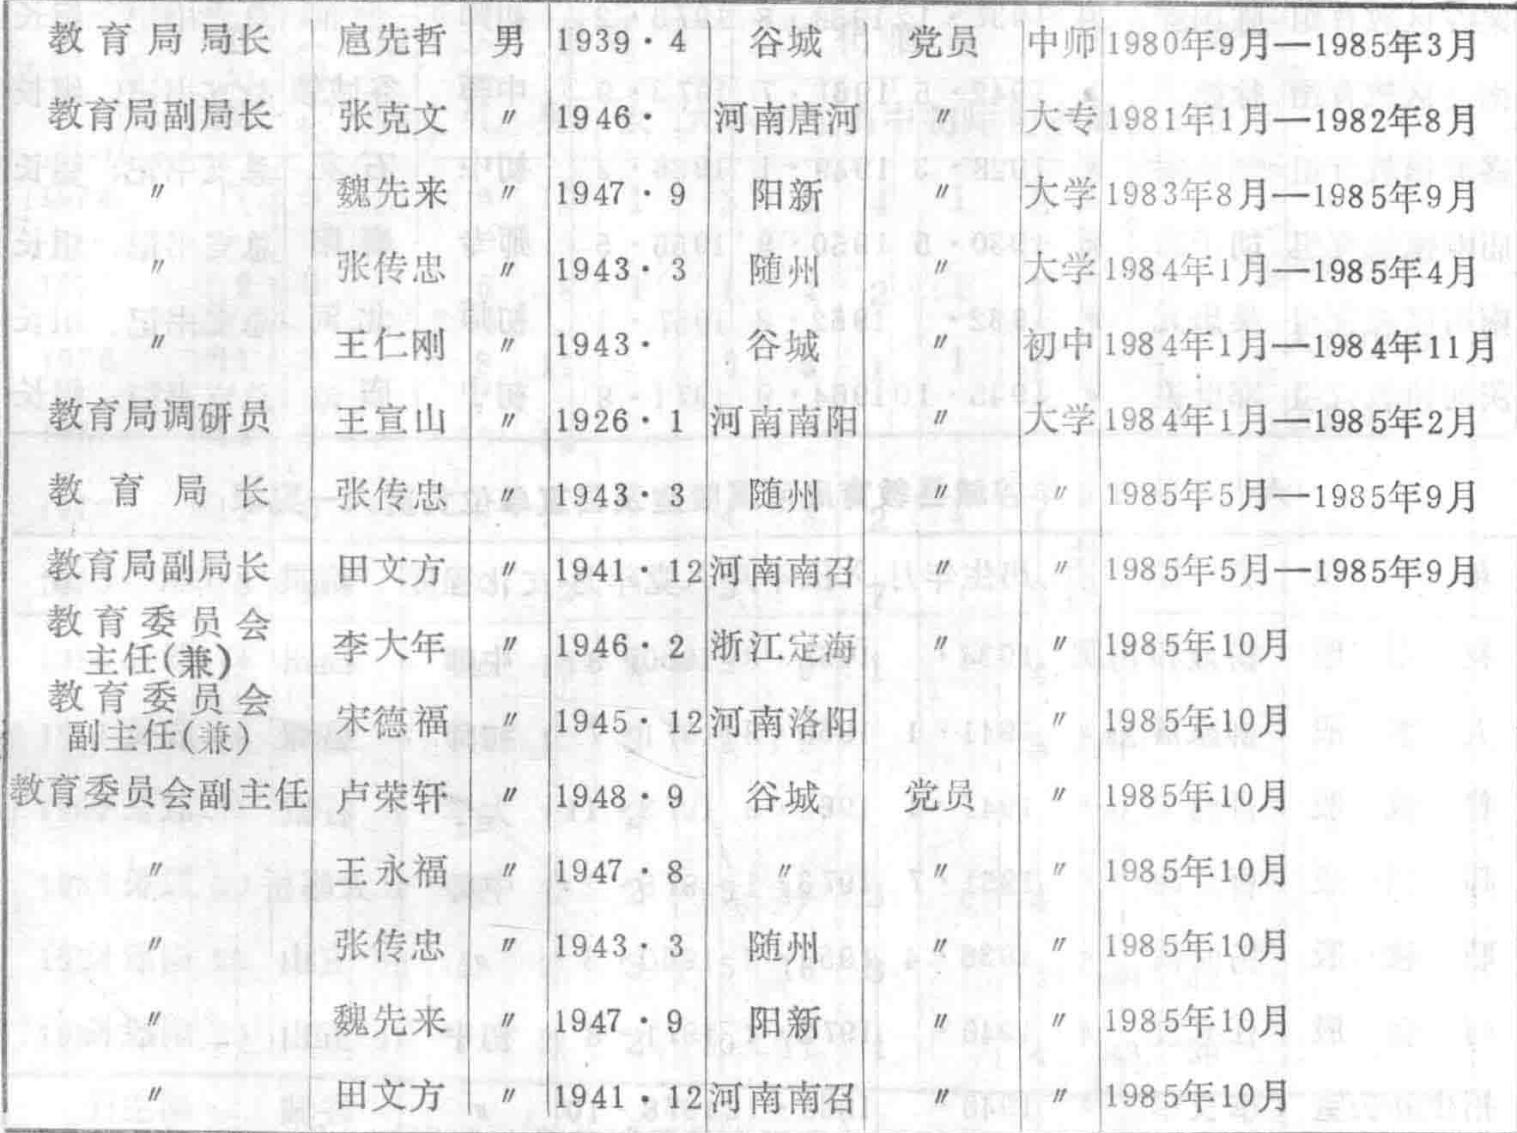 教育局局长 扈先哲 男 1939·4 谷城 党员 中师 1980年9月—1985年3月
教育局副局长 张克文 〃 1946· 河南唐河 〃 大专 1981年1月—1982年8月
〃 魏先来 〃 1947·9 阳新 〃 大学 1983年8月—1985年9月
〃 张传忠 〃 1943·3 随州 〃 大学 1984年1月—1985年4月
〃 王仁刚 〃 1943· 谷城 〃 初中 1984年1月—1984年11月
教育局调研员 王宣山 〃 1926·1 河南南阳 〃 大学 1984年1月—1985年2月
教育局长 张传忠 〃 1943·3 随州 〃 〃 1985年5月—1985年9月
教育局副局长 田文方 〃 1941·12 河南南召 〃 〃 1985年5月—1985年9月
教育委员会
主任(兼) 李大年 〃 1946·2 浙江定海 〃 〃 1985年10月
教育委员会
副主任(兼) 宋德福 〃 1945·12 河南洛阳 〃 1985年10月
教育委员会副主任 卢荣轩 〃 1948·9 谷城 党员 〃 1985年10月
〃 王永福 〃 1947·8 〃 〃 〃 1985年10月
〃 张传忠 〃 1943·3 随州 〃 〃 1985年10月
〃 魏先来 〃 1947·9 阳新 〃 〃 1985年10月
〃 田文方 〃 1941·12 河南南召 〃 〃 1985年10月